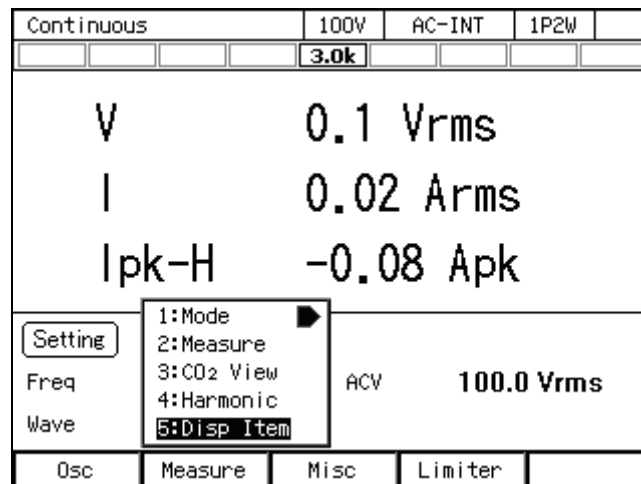 Continuous 100V AC-INT 1P2W
3.0k
V 0.1 Vrms
I 0.02 Arms
Ipk-H -0.08 Apk
1:Mode
Setting 2:Measure
3:CO₂ View
Freq ACV 100.0 Vrms
4:Harmonic
Wave 5:Disp Item
Osc Measure Misc Limiter